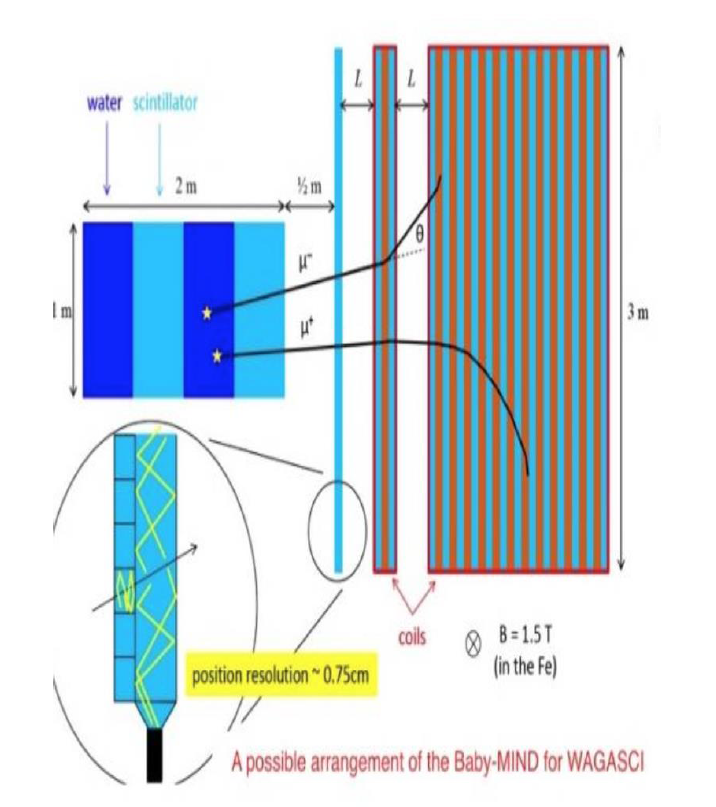 L
L
water scintillator
2 m
½ m
θ
μ⁻
1 m
μ⁺
3 m
coils
B = 1.5 T
(in the Fe)
position resolution ~ 0.75cm
A possible arrangement of the Baby-MIND for WAGASCI